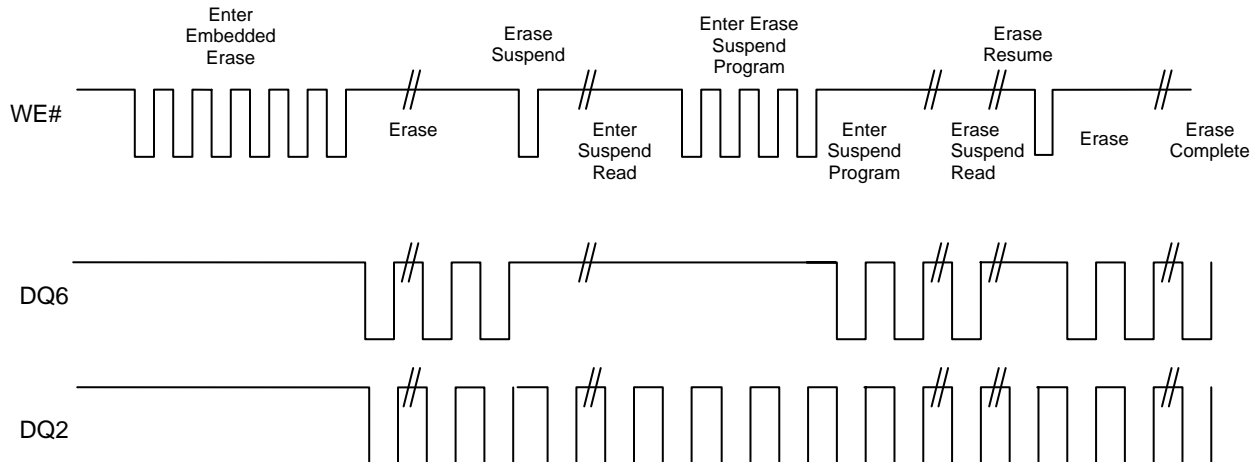 Enter
Embedded
Erase
Erase
Suspend
Enter Erase
Suspend
Program
Erase
Resume
WE#
Erase
Enter
Suspend
Read
Enter
Suspend
Program
Erase
Suspend
Read
Erase
Erase
Complete
DQ6
DQ2